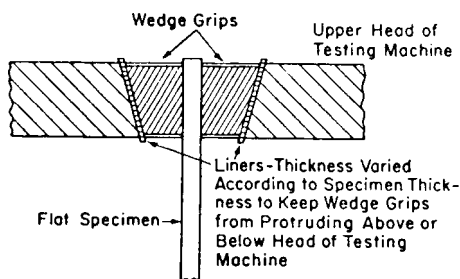 Wedge Grips
Upper Head of
Testing Machine
Liners-Thickness Varied
According to Specimen Thick-
ness to Keep Wedge Grips
from Protruding Above or
Below Head of Testing
Machine
Flat Specimen